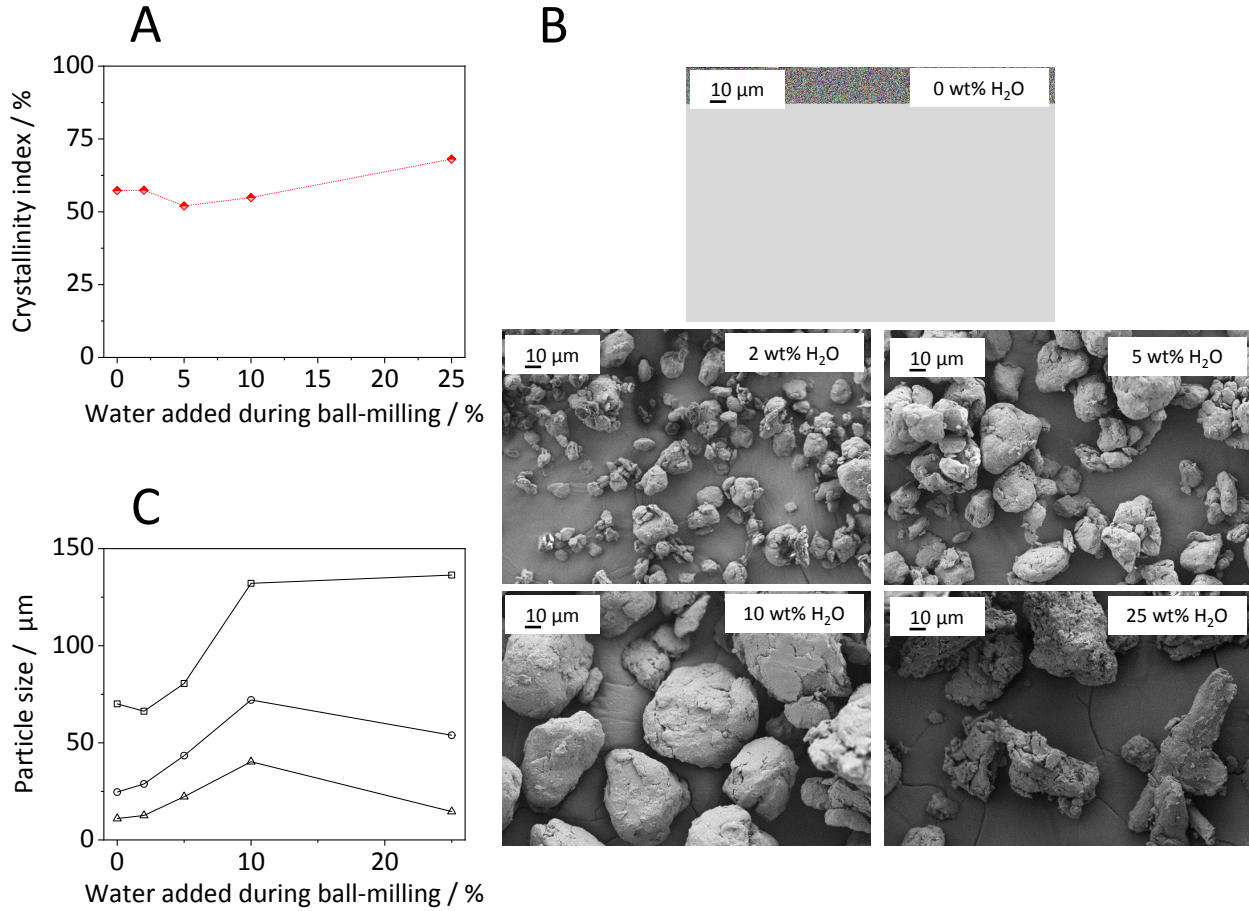 A
100
75
50
25
0
Crystallinity index / %
0 5 10 15 20 25
Water added during ball-milling / %
B
10 µm
0 wt% H₂O
10 µm
2 wt% H₂O
10 µm
5 wt% H₂O
10 µm
10 wt% H₂O
10 µm
25 wt% H₂O
C
150
100
50
0
Particle size / µm
0 10 20
Water added during ball-milling / %